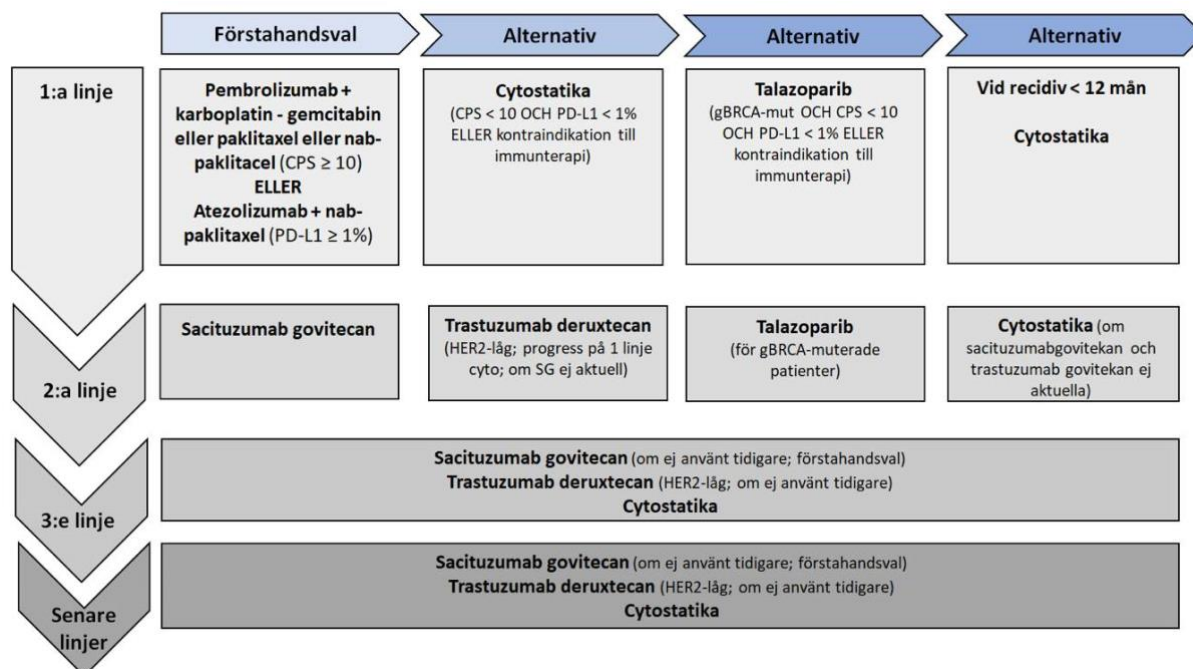 Förstahandsval
Alternativ
Alternativ
Alternativ
1:a linje
Pembrolizumab +
karboplatin - gemcitabin
eller paklitaxel eller nab-
paklitacel (CPS ≥ 10)
ELLER
Atezolizumab + nab-
paklitaxel (PD-L1 ≥ 1%)
Cytostatika
(CPS < 10 OCH PD-L1 < 1%
ELLER kontraindikation till
immunterapi)
Talazoparib
(gBRCA-mut OCH CPS < 10
OCH PD-L1 < 1% ELLER
kontraindikation till
immunterapi)
Vid recidiv < 12 mån
Cytostatika
2:a linje
Sacituzumab govitecan
Trastuzumab deruxtecan
(HER2-låg; progress på 1 linje
cyto; om SG ej aktuell)
Talazoparib
(för gBRCA-muterade
patienter)
Cytostatika (om
sacituzumabgovitekan och
trastuzumab govitekan ej
aktuella)
3:e linje
Sacituzumab govitecan (om ej använt tidigare; förstahandsval)
Trastuzumab deruxtecan (HER2-låg; om ej använt tidigare)
Cytostatika
Senare
linjer
Sacituzumab govitecan (om ej använt tidigare; förstahandsval)
Trastuzumab deruxtecan (HER2-låg; om ej använt tidigare)
Cytostatika